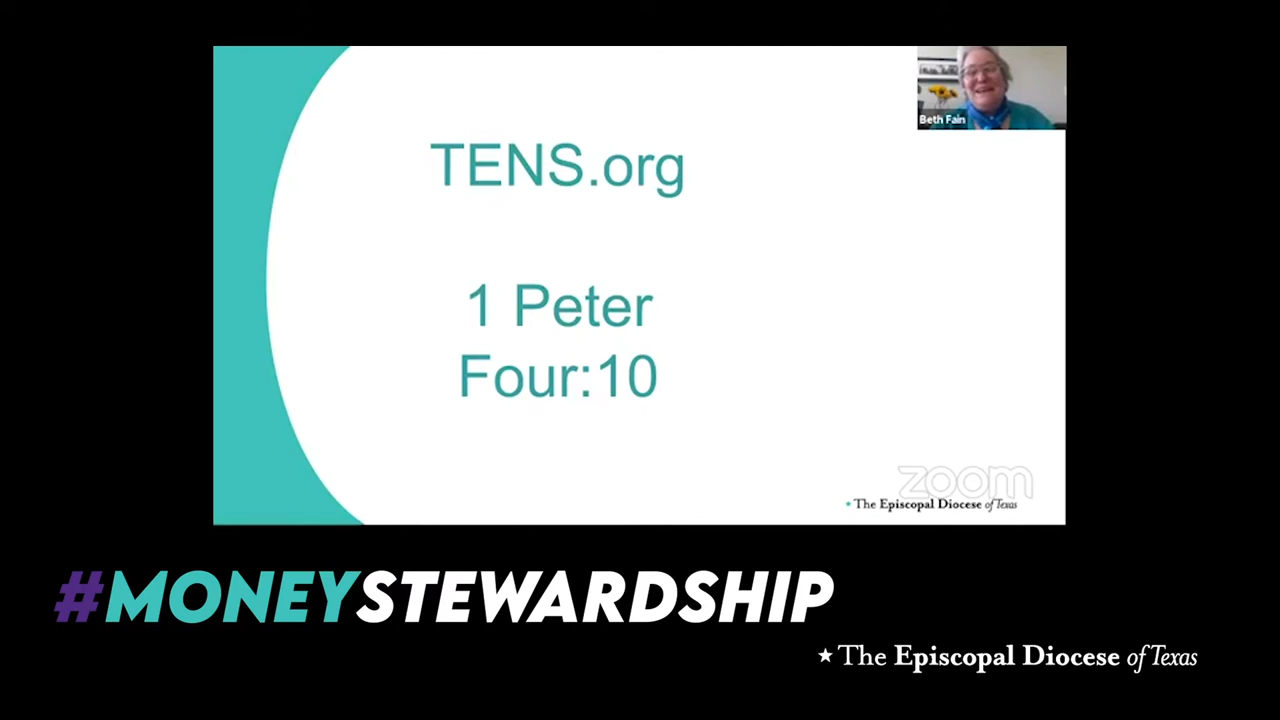 Beth Fain
TENS.org
1 Peter
Four:10
zoom
The Episcopal Diocese of Texas
#MONEYSTEWARDSHIP
The Episcopal Diocese of Texas